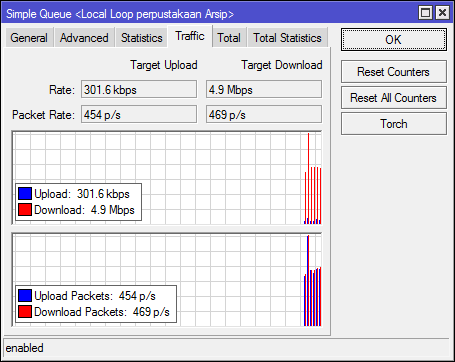 Simple Queue <Local Loop perpustakaan Arsip>
General Advanced Statistics Traffic Total Total Statistics
OK
Reset Counters
Reset All Counters
Torch
Target Upload Target Download
Rate: 301.6 kbps 4.9 Mbps
Packet Rate: 454 p/s 469 p/s
Upload: 301.6 kbps
Download: 4.9 Mbps
Upload Packets: 454 p/s
Download Packets: 469 p/s
enabled